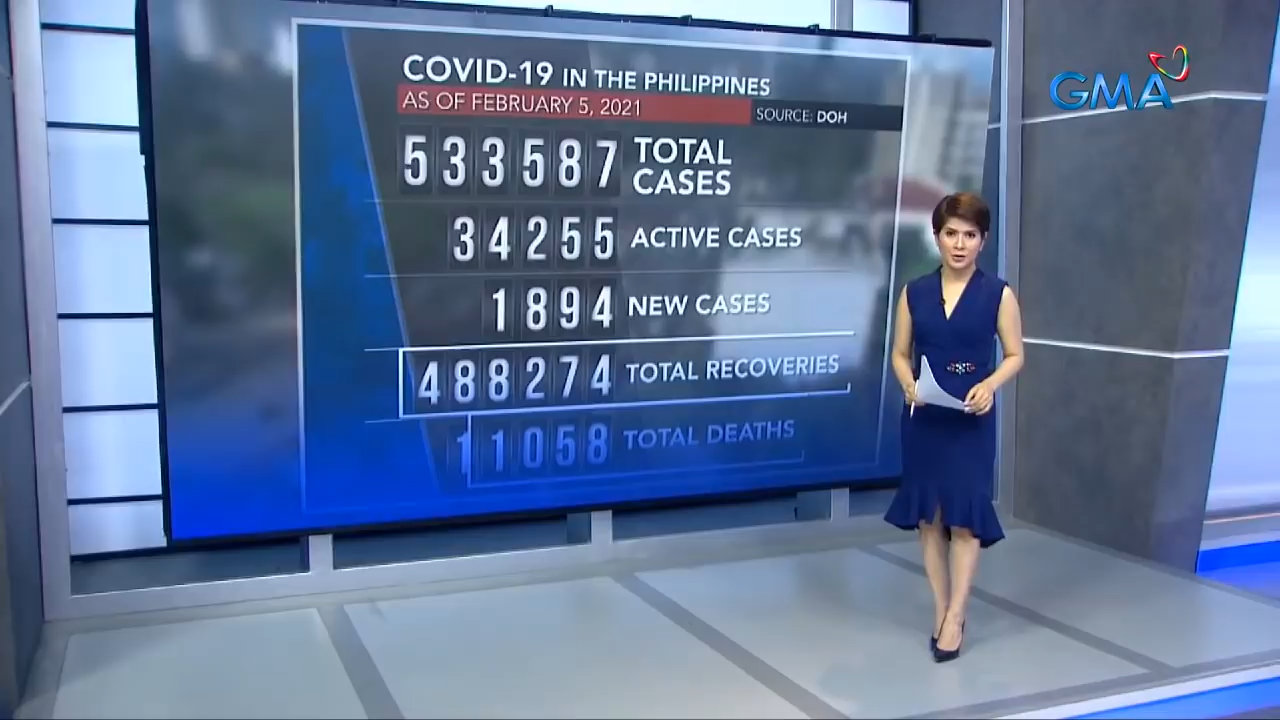 GMA
COVID-19 IN THE PHILIPPINES
AS OF FEBRUARY 5, 2021
SOURCE: DOH
533587 TOTAL CASES
34255 ACTIVE CASES
1894 NEW CASES
488274 TOTAL RECOVERIES
11058 TOTAL DEATHS